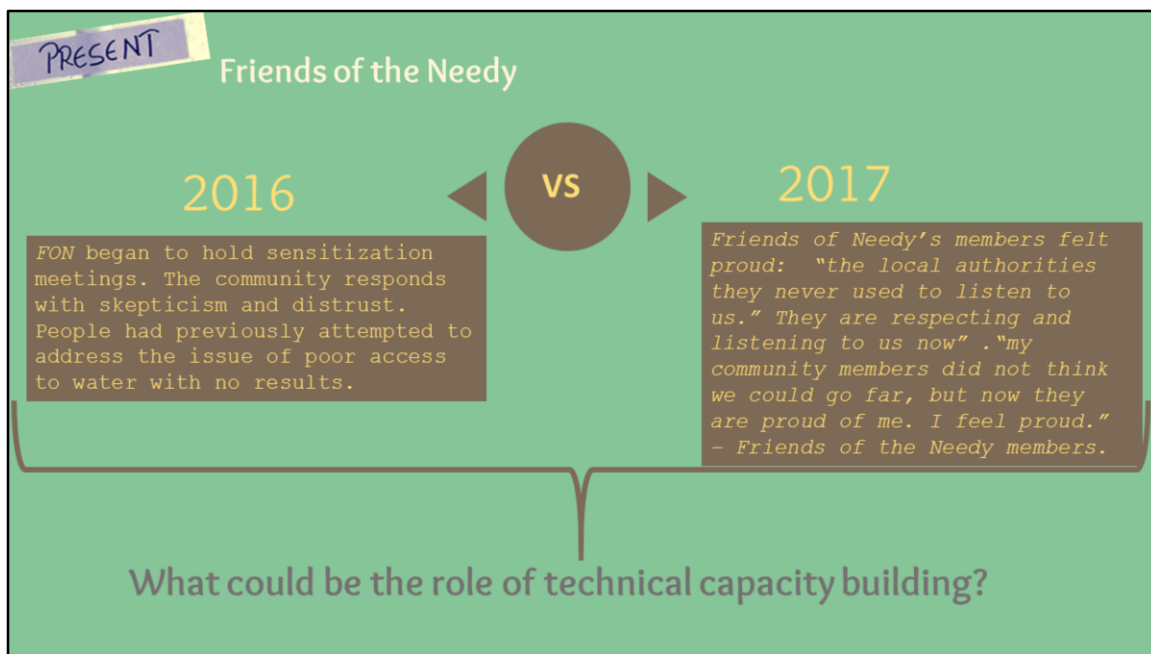 PRESENT
Friends of the Needy
2016
VS
2017
FON began to hold sensitization
meetings. The community responds
with skepticism and distrust.
People had previously attempted to
address the issue of poor access
to water with no results.
Friends of Needy’s members felt
proud:  “the local authorities
they never used to listen to
us.” They are respecting and
listening to us now” .“my
community members did not think
we could go far, but now they
are proud of me. I feel proud.”
– Friends of the Needy members.
What could be the role of technical capacity building?